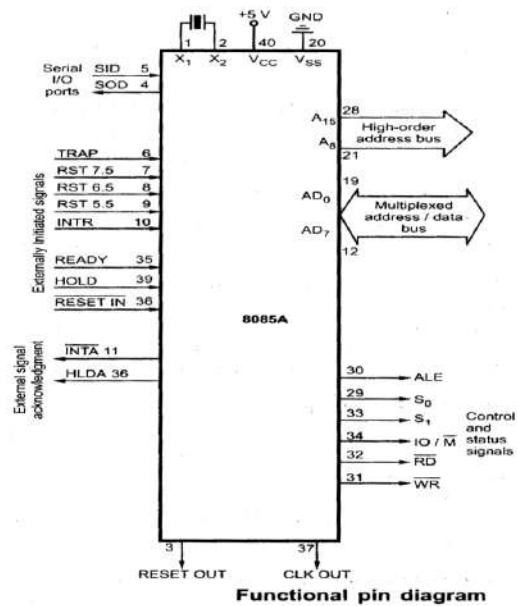 +5 V
GND
1 2 40 20
X1 X2 VCC VSS
Serial I/O ports
SID 5
SOD 4
Externally Initiated signals
TRAP 6
RST 7.5 7
RST 6.5 8
RST 5.5 9
INTR 10
READY 35
HOLD 39
RESET IN 36
External signal acknowledgment
INTA 11
HLDA 36
8085A
A15 28
High-order address bus
A8 21
19
AD0
Multiplexed address / data bus
AD7
12
30 ALE
29 S0
33 S1
34 IO / M
32 RD
31 WR
Control and status signals
3 37
RESET OUT CLK OUT
Functional pin diagram